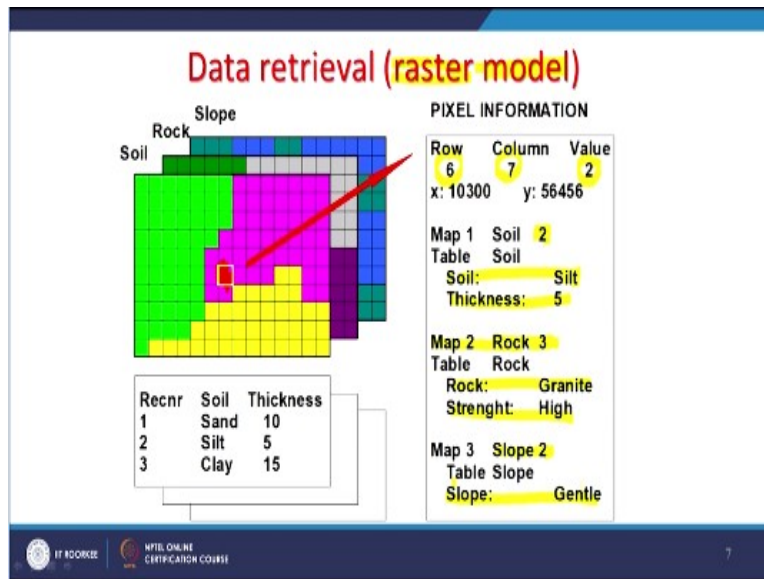 Data retrieval (raster model)
Slope
Rock
Soil
Recnr Soil Thickness
1 Sand 10
2 Silt 5
3 Clay 15
PIXEL INFORMATION
Row Column Value
6 7 2
x: 10300 y: 56456
Map 1 Soil 2
Table Soil
Soil: Silt
Thickness: 5
Map 2 Rock 3
Table Rock
Rock: Granite
Strenght: High
Map 3 Slope 2
Table Slope
Slope: Gentle
IIT ROORKEE
NPTEL ONLINE
CERTIFICATION COURSE
7